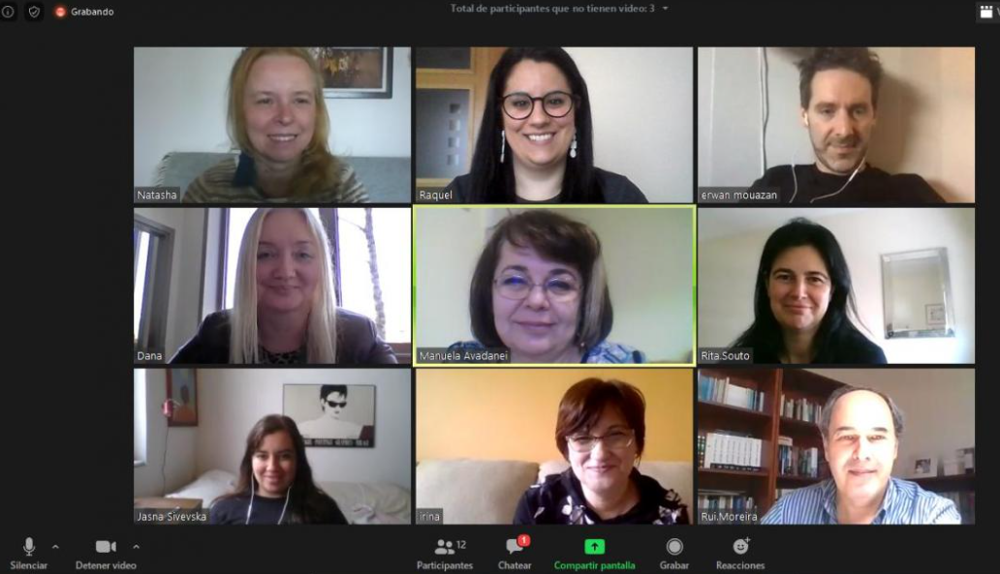 Grabando
Total de participantes que no tienen video: 3
Natasha
Raquel
erwan mouazan
Dana
Manuela Avadanei
Rita.Souto
Jasna Sivevska
irina
Rui.Moreira
12
1
Silenciar
Detener video
Participantes
Chatear
Compartir pantalla
Grabar
Reacciones